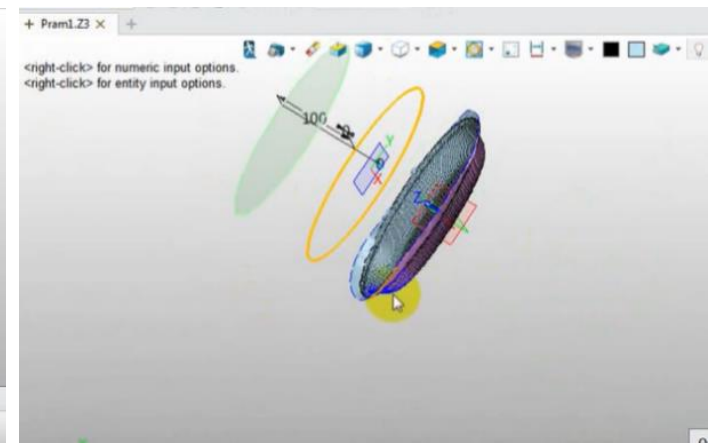 + Pram1.Z3 × +
<right-click> for numeric input options.
<right-click> for entity input options.
100
Y
X
Z